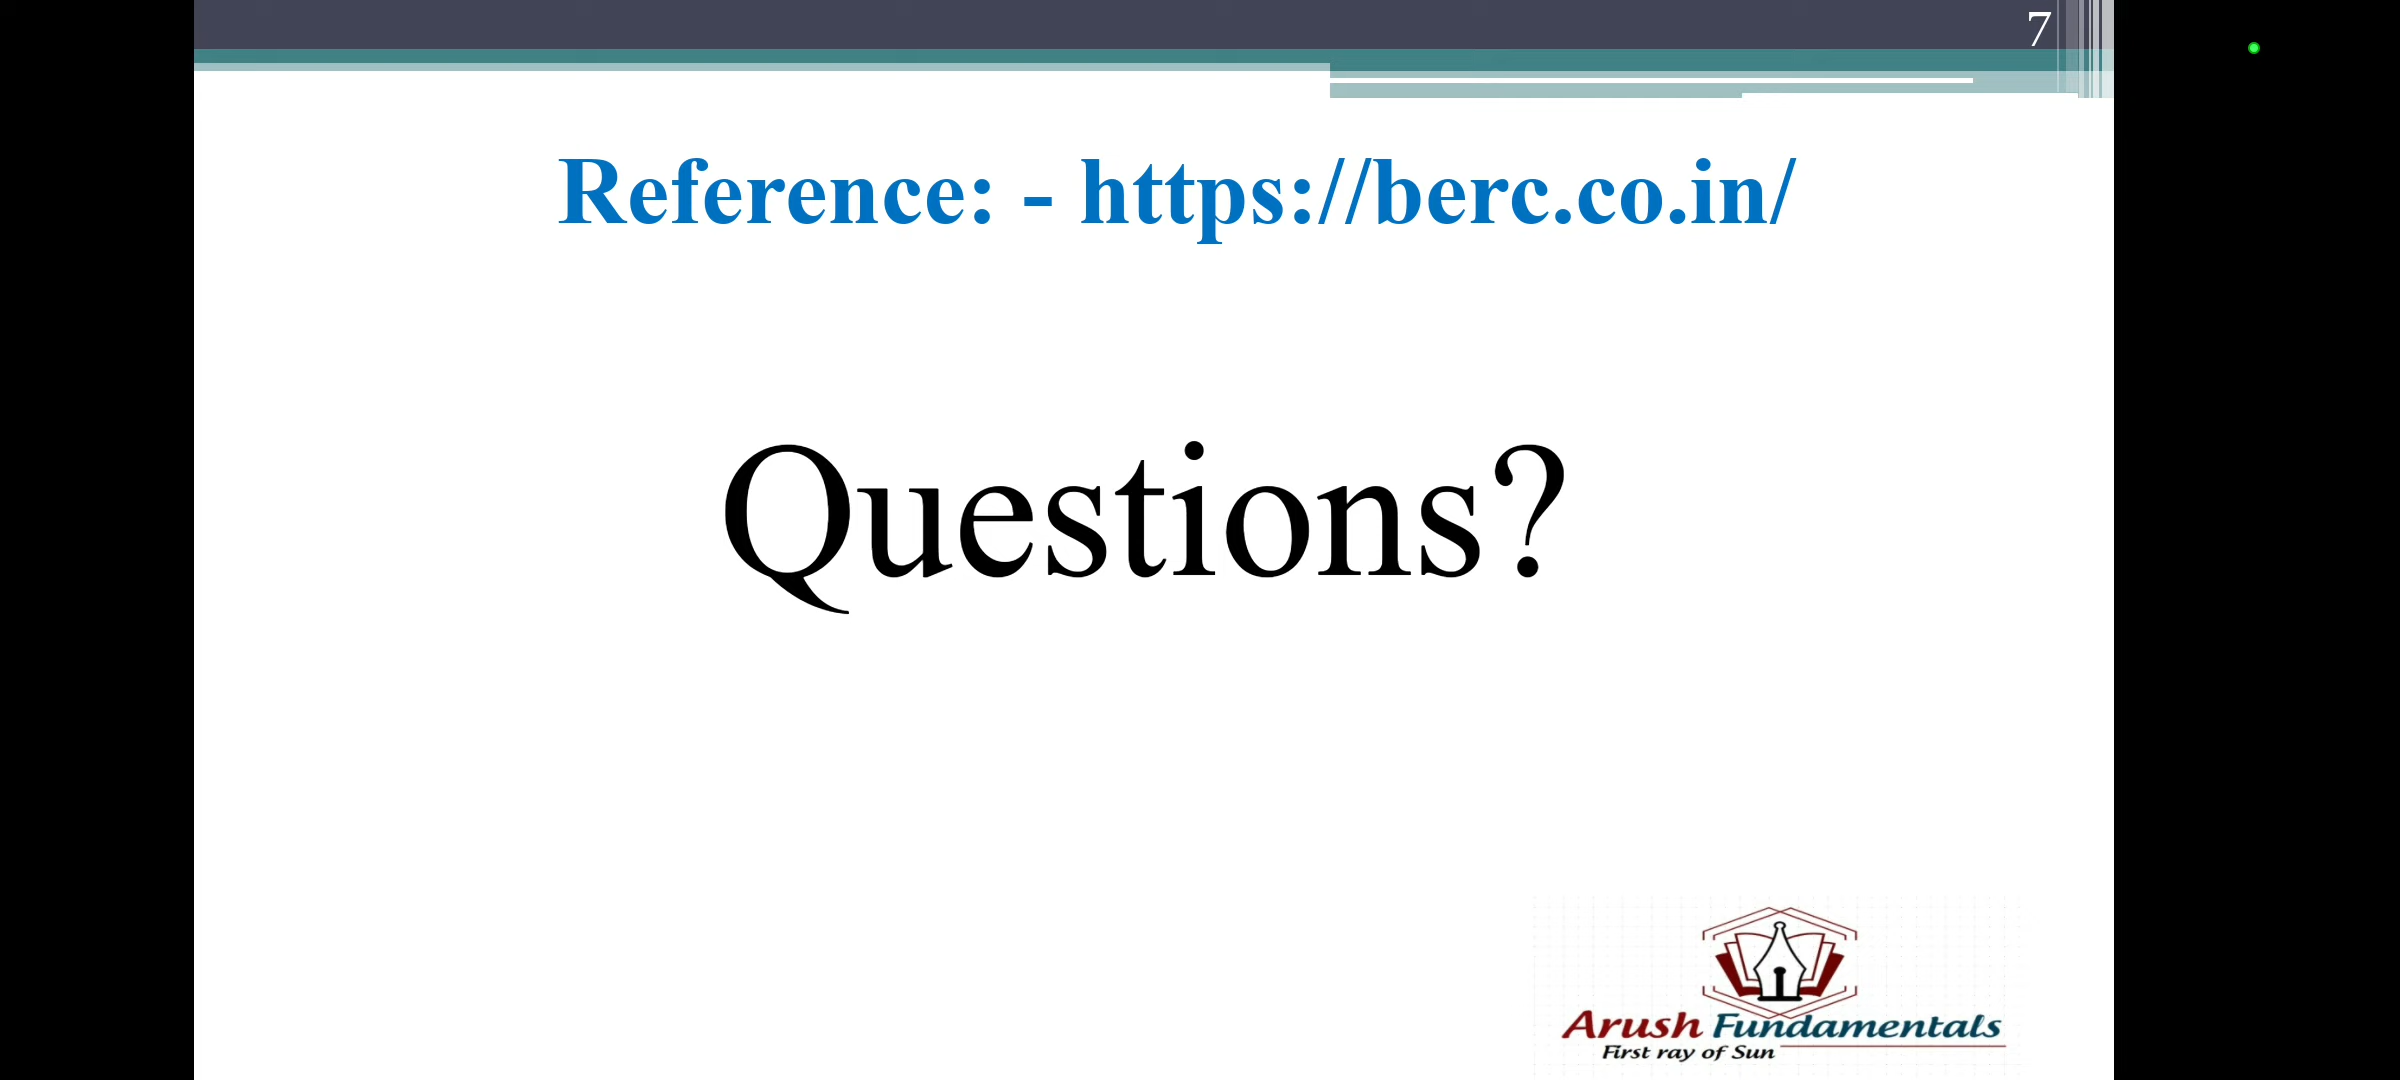 7
Reference: - https://berc.co.in/
Questions?
Arush Fundamentals
First ray of Sun